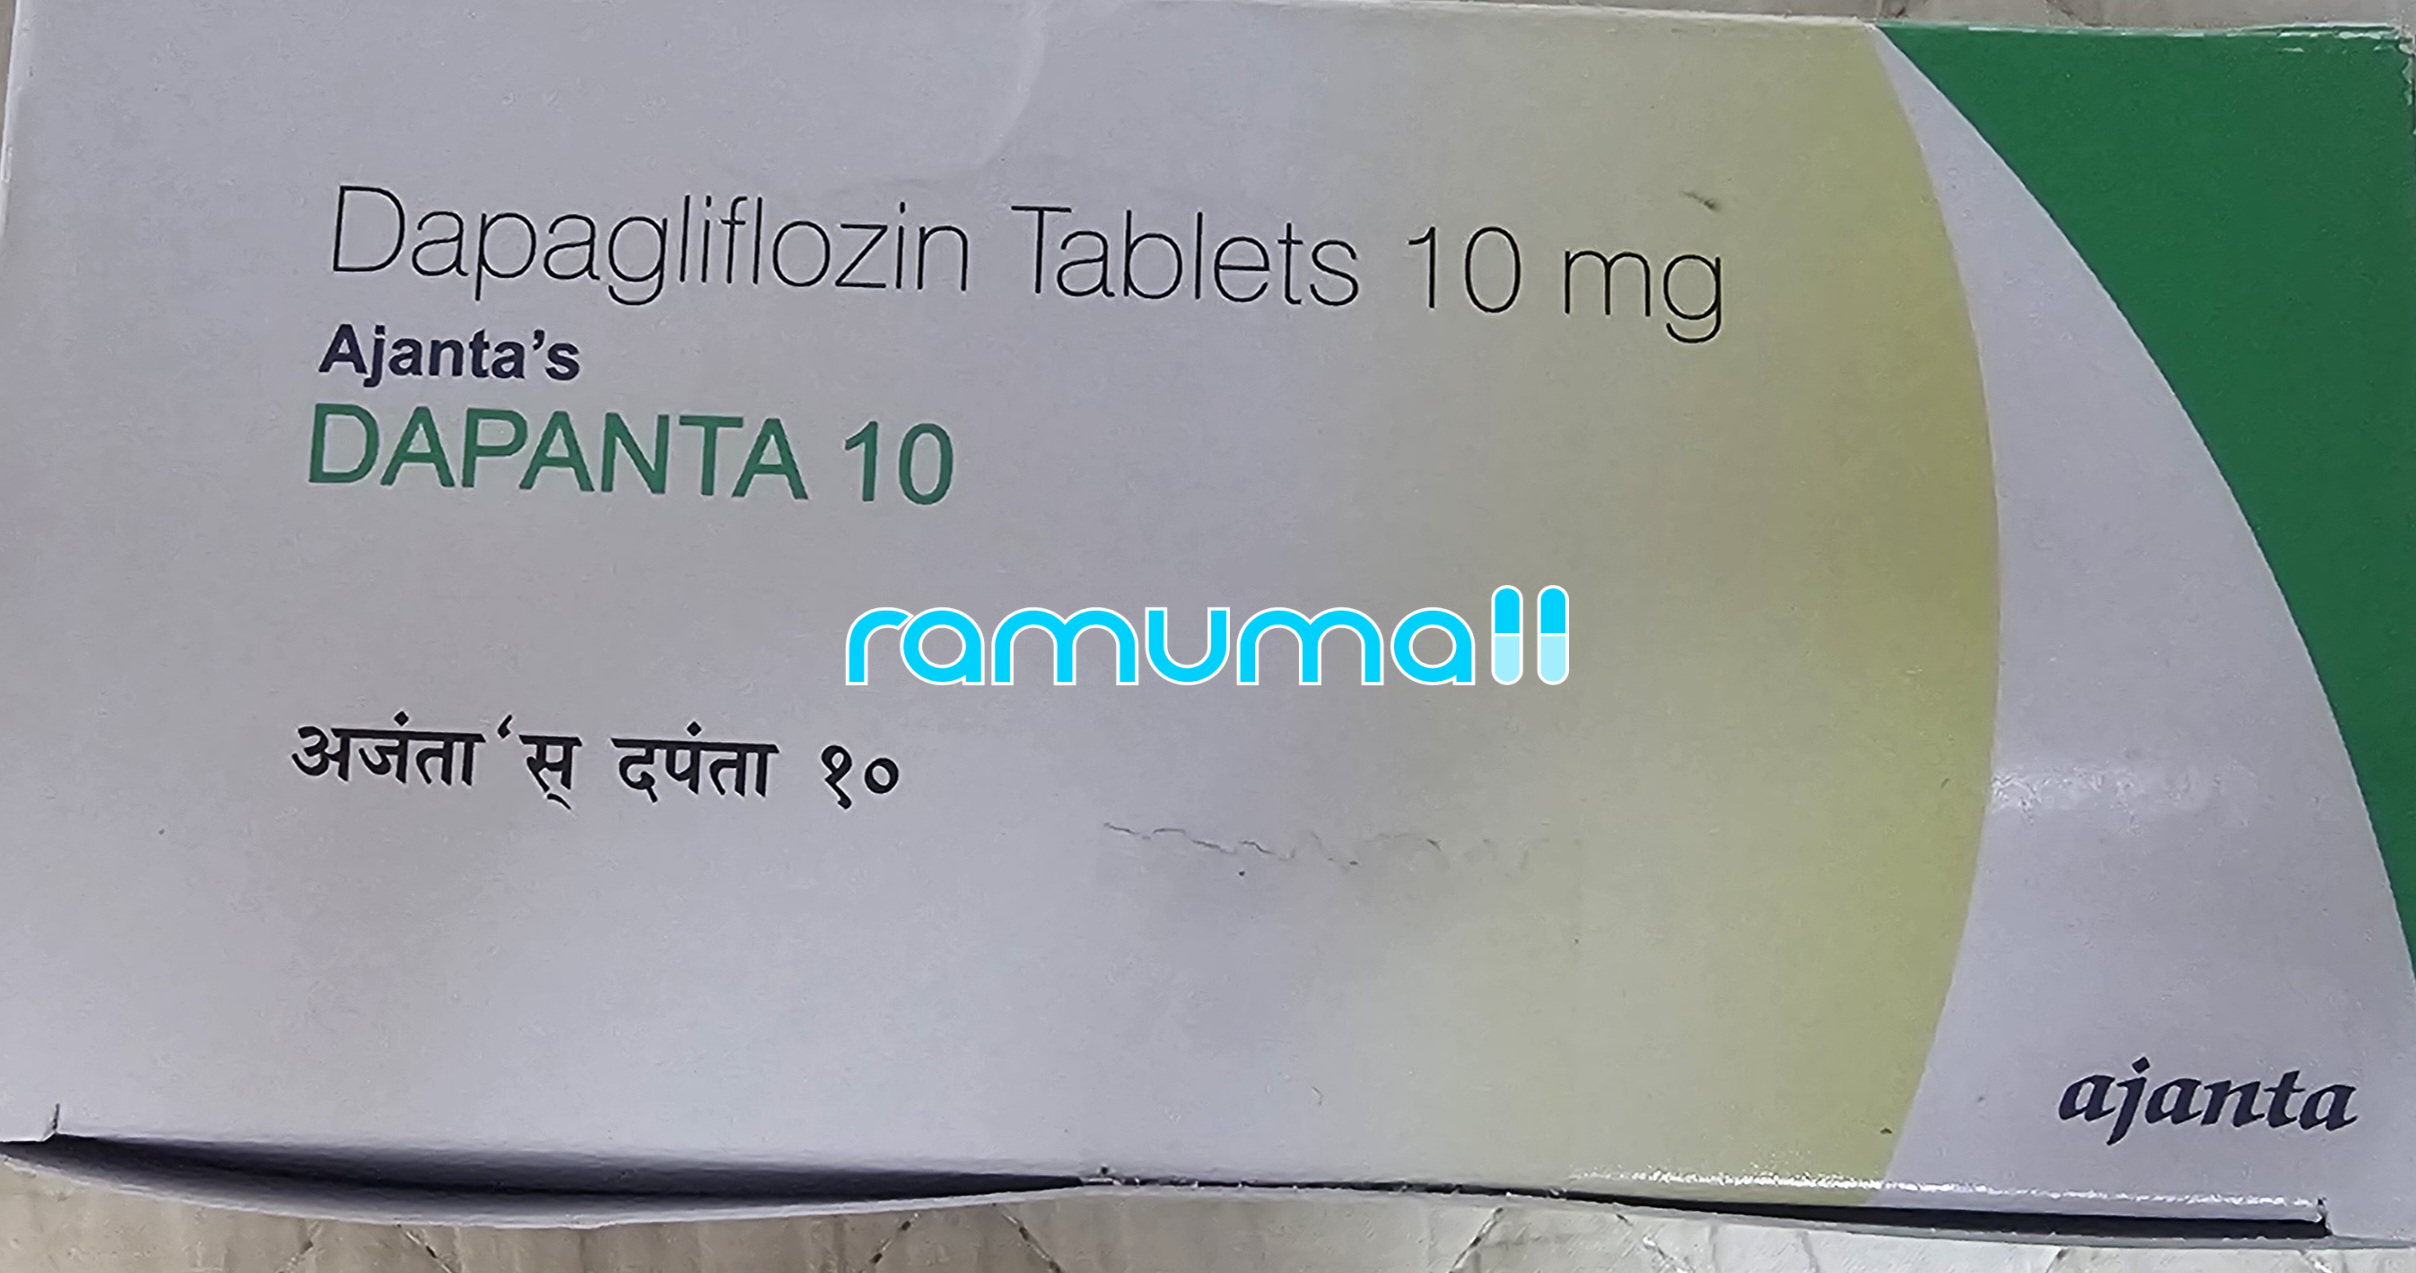 Dapagliflozin Tablets 10 mg
Ajanta's
DAPANTA 10
ramumall
अजंता 'स् दपंता १०
ajanta